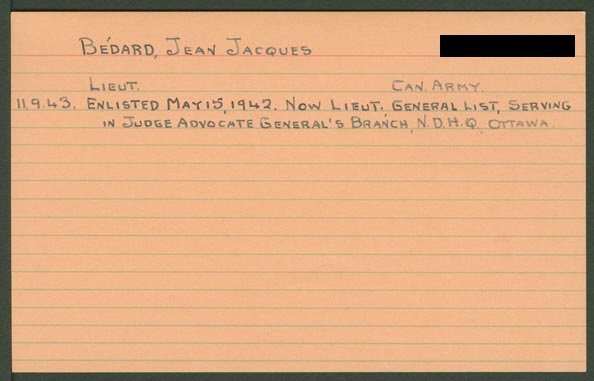 BÉDARD, JEAN JACQUES
LIEUT. CAN. ARMY.
11.9.43. ENLISTED MAY 15, 1942. NOW LIEUT. GENERAL LIST, SERVING
IN JUDGE ADVOCATE GENERAL'S BRANCH, N.D.H.Q. OTTAWA.